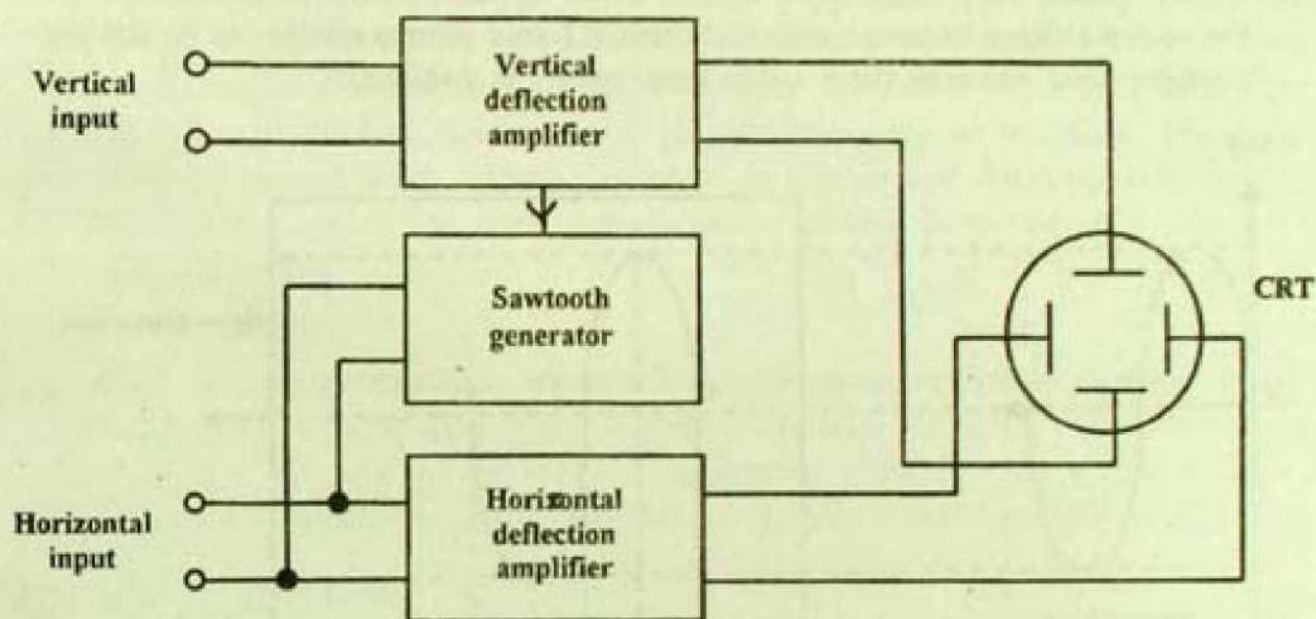 Vertical
input
Vertical
deflection
amplifier
Sawtooth
generator
CRT
Horizontal
input
Horizontal
deflection
amplifier